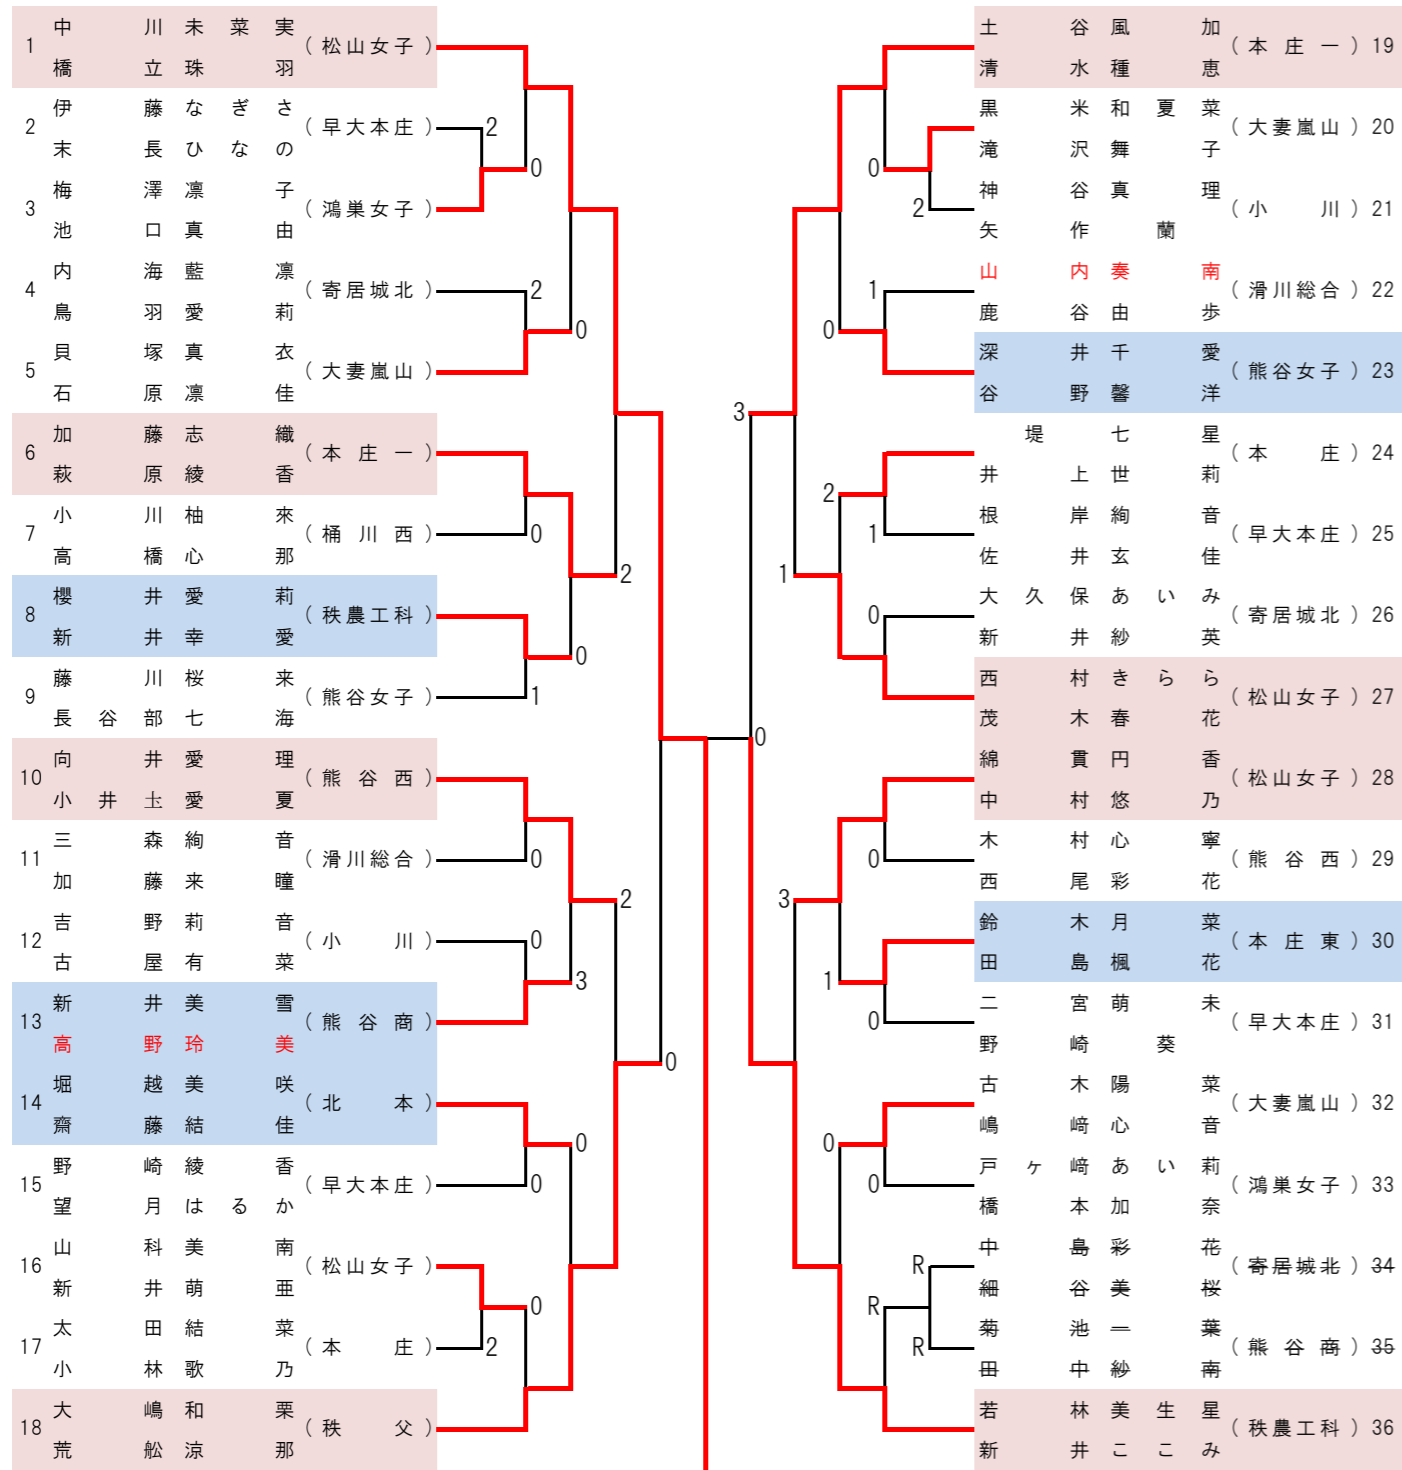 1 中川未菜実 (松山女子)
橋立珠羽
2 伊藤なぎさ (早大本庄) 2
末長ひなの
0
3 梅澤凛子 (鴻巣女子)
池口真由
4 内海藍凛 (寄居城北) 2
鳥羽愛莉
0
5 貝塚真衣 (大妻嵐山)
石原凛佳
6 加藤志織 (本庄一)
萩原綾香
7 小川柚來 (桶川西) 0
高橋心那
2
8 櫻井愛莉 (秩農工科)
新井幸愛
0
9 藤川桜来 (熊谷女子) 1
長谷部七海
10 向井愛理 (熊谷西)
小井圡愛夏
11 三森絢音 (滑川総合) 0
加藤来瞳
2
12 吉野莉音 (小川) 0
古屋有菜
3
13 新井美雪 (熊谷商)
高野玲美
0
14 堀越美咲 (北本)
齋藤結佳
0
15 野崎綾香 (早大本庄) 0
望月はるか
16 山科美南 (松山女子)
新井萌亜
0
17 太田結菜 (本庄) 2
小林歌乃
18 大嶋和栗 (秩父)
荒舩涼那
土谷風加 (本庄一) 19
清水種恵
黒米和夏菜 (大妻嵐山) 20
滝沢舞子
0
2 神谷真理 (小川) 21
矢作蘭
1 山内奏南 (滑川総合) 22
鹿谷由歩
0
深井千愛 (熊谷女子) 23
谷野馨洋
3
堤七星 (本庄) 24
井上世莉
2
1 根岸絢音 (早大本庄) 25
佐井玄佳
1
0 大久保あいみ (寄居城北) 26
新井紗英
西村きらら (松山女子) 27
茂木春花
0
綿貫円香 (松山女子) 28
中村悠乃
0 木村心寧 (熊谷西) 29
西尾彩花
3
鈴木月菜 (本庄東) 30
田島楓花
1
0 二宮萌未 (早大本庄) 31
野崎葵
古木陽菜 (大妻嵐山) 32
嶋﨑心音
0
0 戸ヶ﨑あい莉 (鴻巣女子) 33
橋本加奈
R 中島彩花 (寄居城北) 34
細谷美桜
R
R 菊池一葉 (熊谷商) 35
田中紗南
若林美生星 (秩農工科) 36
新井ここみ